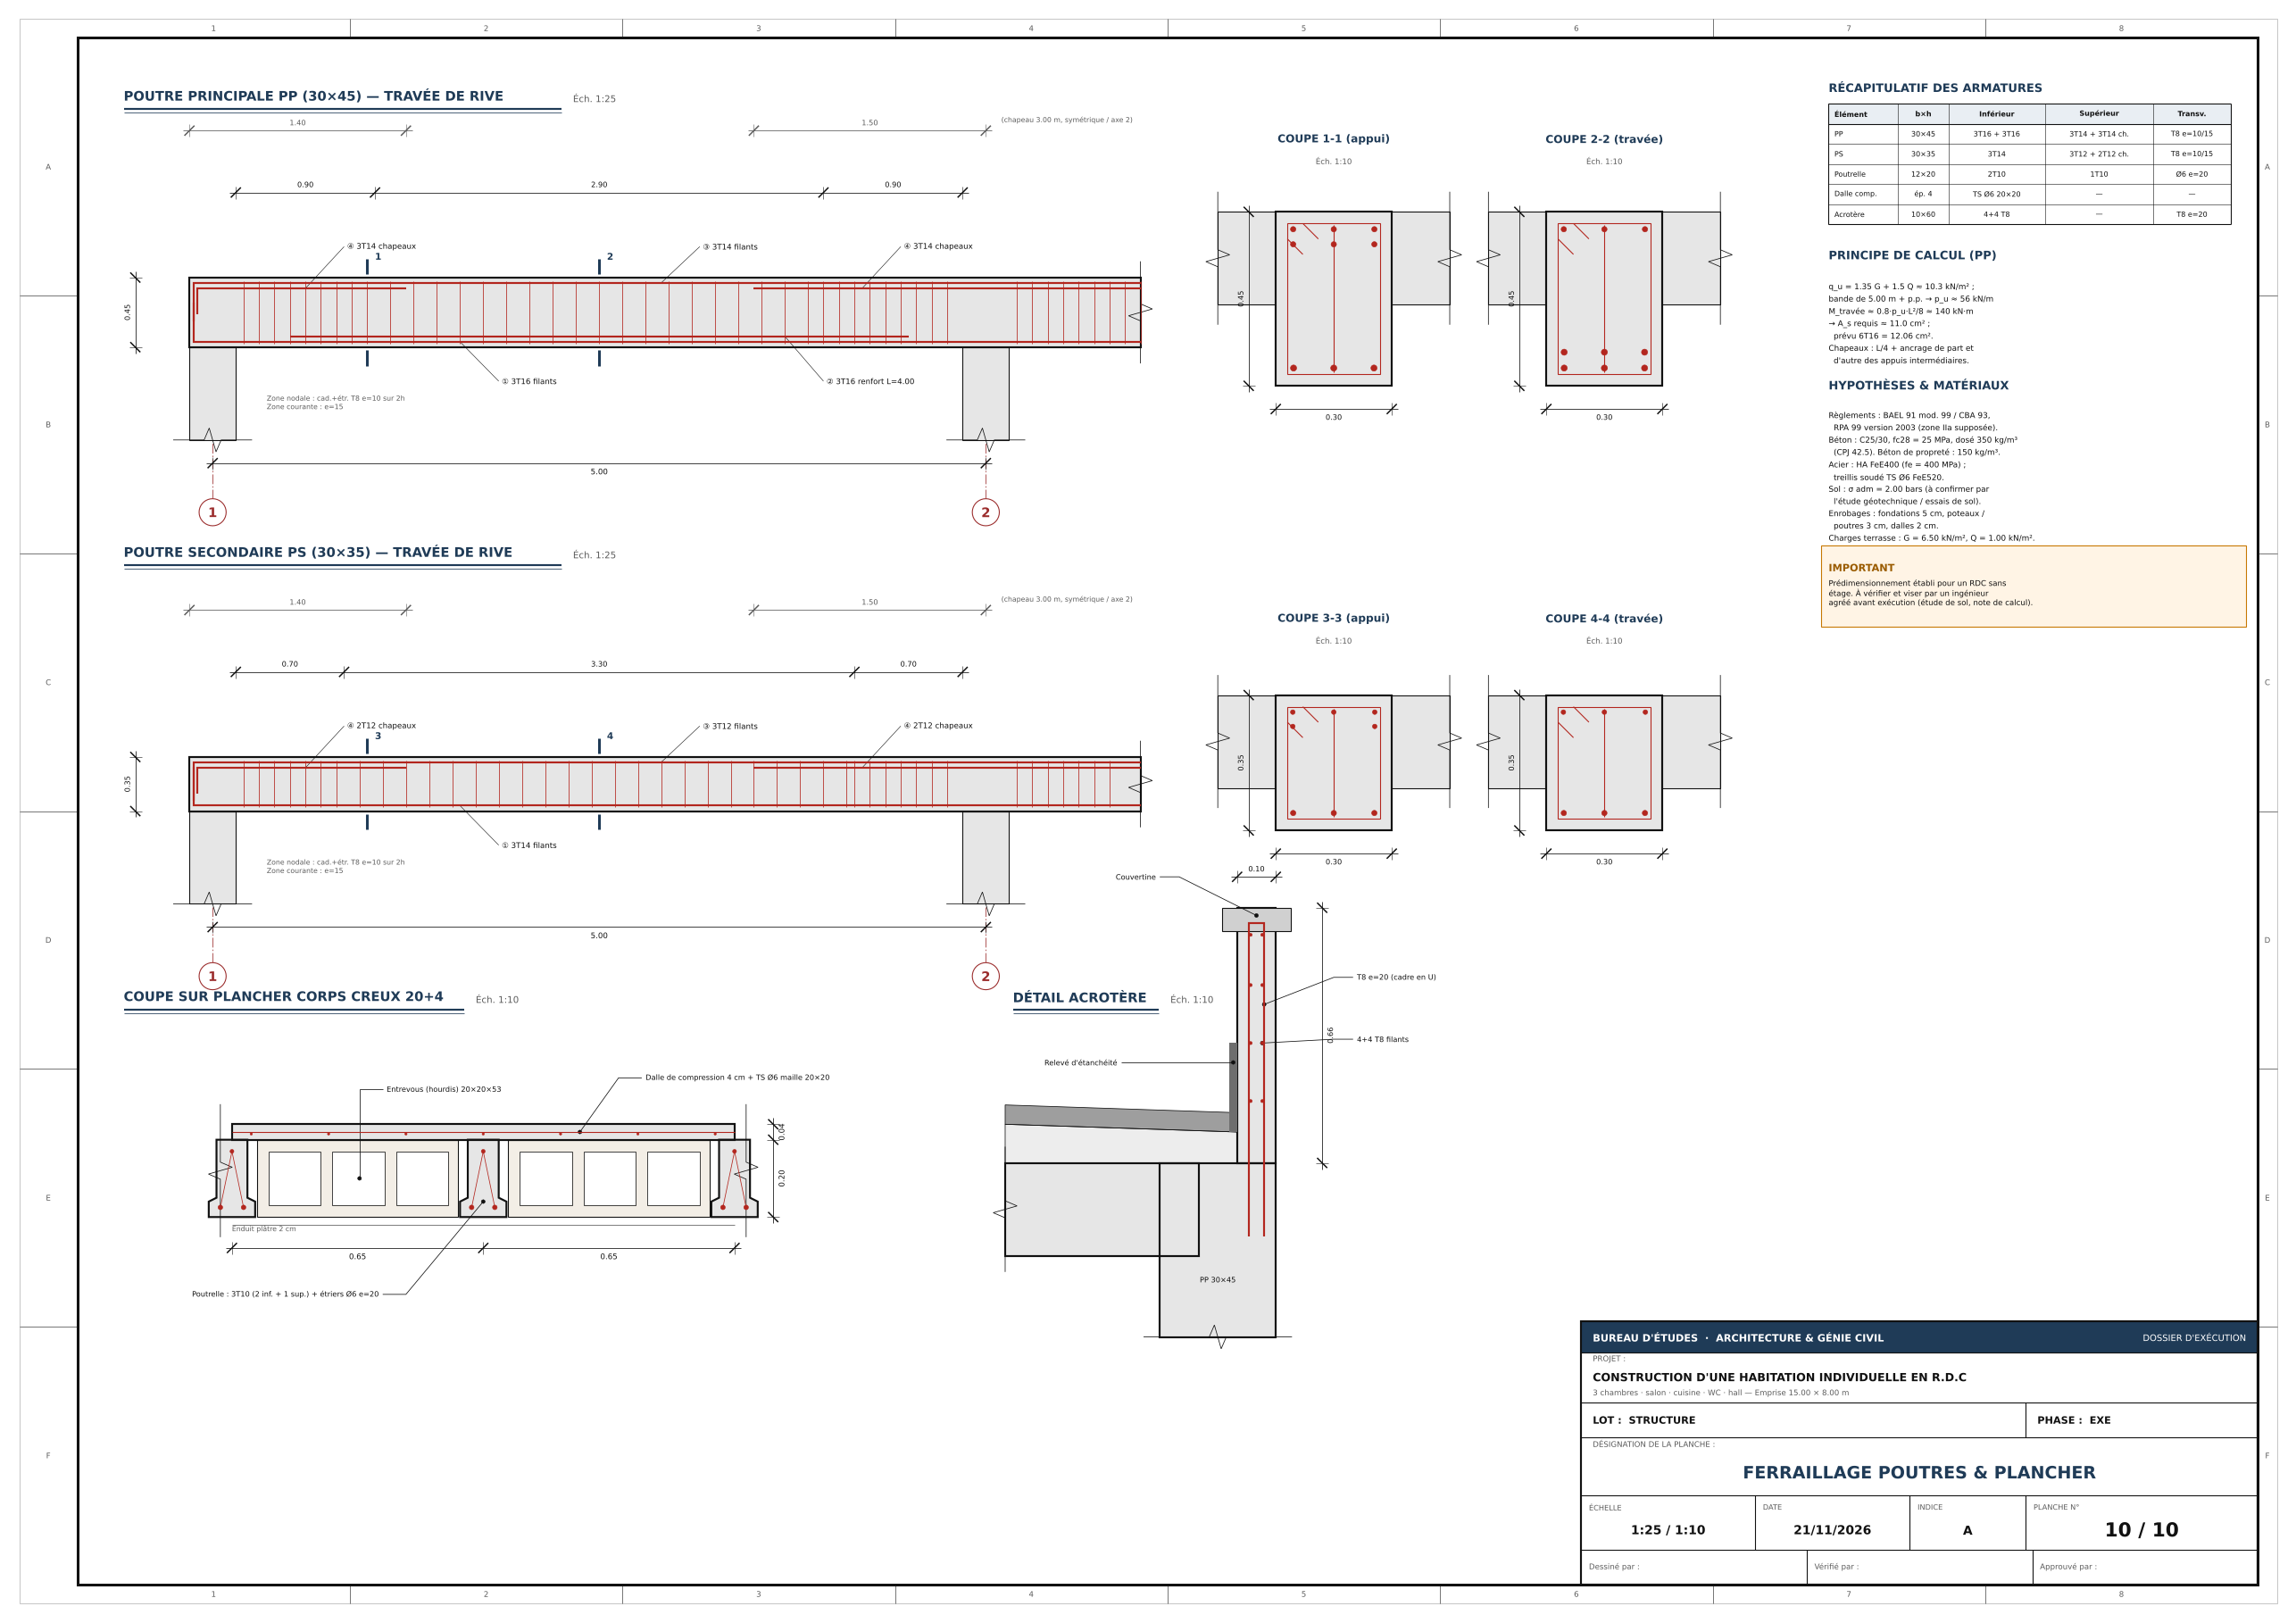 1 2 3 4 5 6 7 8
A
B
C
D
E
F
POUTRE PRINCIPALE PP (30×45) — TRAVÉE DE RIVE Éch. 1:25
1.40 1.50 (chapeau 3.00 m, symétrique / axe 2)
0.90 2.90 0.90
④ 3T14 chapeaux ③ 3T14 filants ④ 3T14 chapeaux
1 2
0.45
① 3T16 filants ② 3T16 renfort L=4.00
Zone nodale : cad.+étr. T8 e=10 sur 2h
Zone courante : e=15
5.00
1 2
COUPE 1-1 (appui)
Éch. 1:10
0.45
0.30
COUPE 2-2 (travée)
Éch. 1:10
0.45
0.30
RÉCAPITULATIF DES ARMATURES
Élément b×h Inférieur Supérieur Transv.
PP 30×45 3T16 + 3T16 3T14 + 3T14 ch. T8 e=10/15
PS 30×35 3T14 3T12 + 2T12 ch. T8 e=10/15
Poutrelle 12×20 2T10 1T10 Ø6 e=20
Dalle comp. ép. 4 TS Ø6 20×20 — —
Acrotère 10×60 4+4 T8 — T8 e=20
PRINCIPE DE CALCUL (PP)
q_u ≈ 1.35 G + 1.5 Q ≈ 10.3 kN/m² ;
bande de 5.00 m + p.p. → p_u ≈ 56 kN/m
M_travée ≈ 0.8·p_u·L²/8 ≈ 140 kN·m
→ A_s requis ≈ 11.0 cm² ;
prévu 6T16 = 12.06 cm².
Chapeaux : L/4 + ancrage de part et
d'autre des appuis intermédiaires.
HYPOTHÈSES & MATÉRIAUX
Règlements : BAEL 91 mod. 99 / CBA 93,
RPA 99 version 2003 (zone IIa supposée).
Béton : C25/30, fc28 = 25 MPa, dosé 350 kg/m³
(CPJ 42.5). Béton de propreté : 150 kg/m³.
Acier : HA FeE400 (fe = 400 MPa) ;
treillis soudé TS Ø6 FeE520.
Sol : σ adm = 2.00 bars (à confirmer par
l'étude géotechnique / essais de sol).
Enrobages : fondations 5 cm, poteaux /
poutres 3 cm, dalles 2 cm.
Charges terrasse : G = 6.50 kN/m², Q = 1.00 kN/m².
IMPORTANT
Prédimensionnement établi pour un RDC sans
étage. À vérifier et viser par un ingénieur
agréé avant exécution (étude de sol, note de calcul).
POUTRE SECONDAIRE PS (30×35) — TRAVÉE DE RIVE Éch. 1:25
1.40 1.50 (chapeau 3.00 m, symétrique / axe 2)
0.70 3.30 0.70
④ 2T12 chapeaux ③ 3T12 filants ④ 2T12 chapeaux
3 4
0.35
① 3T14 filants
Zone nodale : cad.+étr. T8 e=10 sur 2h
Zone courante : e=15
5.00
1 2
COUPE 3-3 (appui)
Éch. 1:10
0.35
0.30
COUPE 4-4 (travée)
Éch. 1:10
0.35
0.30
COUPE SUR PLANCHER CORPS CREUX 20+4 Éch. 1:10
Dalle de compression 4 cm + TS Ø6 maille 20×20
Entrevous (hourdis) 20×20×53
0.04
0.20
Enduit plâtre 2 cm
0.65 0.65
Poutrelle : 3T10 (2 inf. + 1 sup.) + étriers Ø6 e=20
DÉTAIL ACROTÈRE Éch. 1:10
0.10
Couvertine
T8 e=20 (cadre en U)
0.66
4+4 T8 filants
Relevé d'étanchéité
PP 30×45
BUREAU D'ÉTUDES · ARCHITECTURE & GÉNIE CIVIL DOSSIER D'EXÉCUTION
PROJET :
CONSTRUCTION D'UNE HABITATION INDIVIDUELLE EN R.D.C
3 chambres · salon · cuisine · WC · hall — Emprise 15.00 × 8.00 m
LOT : STRUCTURE PHASE : EXE
DÉSIGNATION DE LA PLANCHE :
FERRAILLAGE POUTRES & PLANCHER
ÉCHELLE DATE INDICE PLANCHE N°
1:25 / 1:10 21/11/2026 A 10 / 10
Dessiné par : Vérifié par : Approuvé par :
A
B
C
D
E
F
1 2 3 4 5 6 7 8